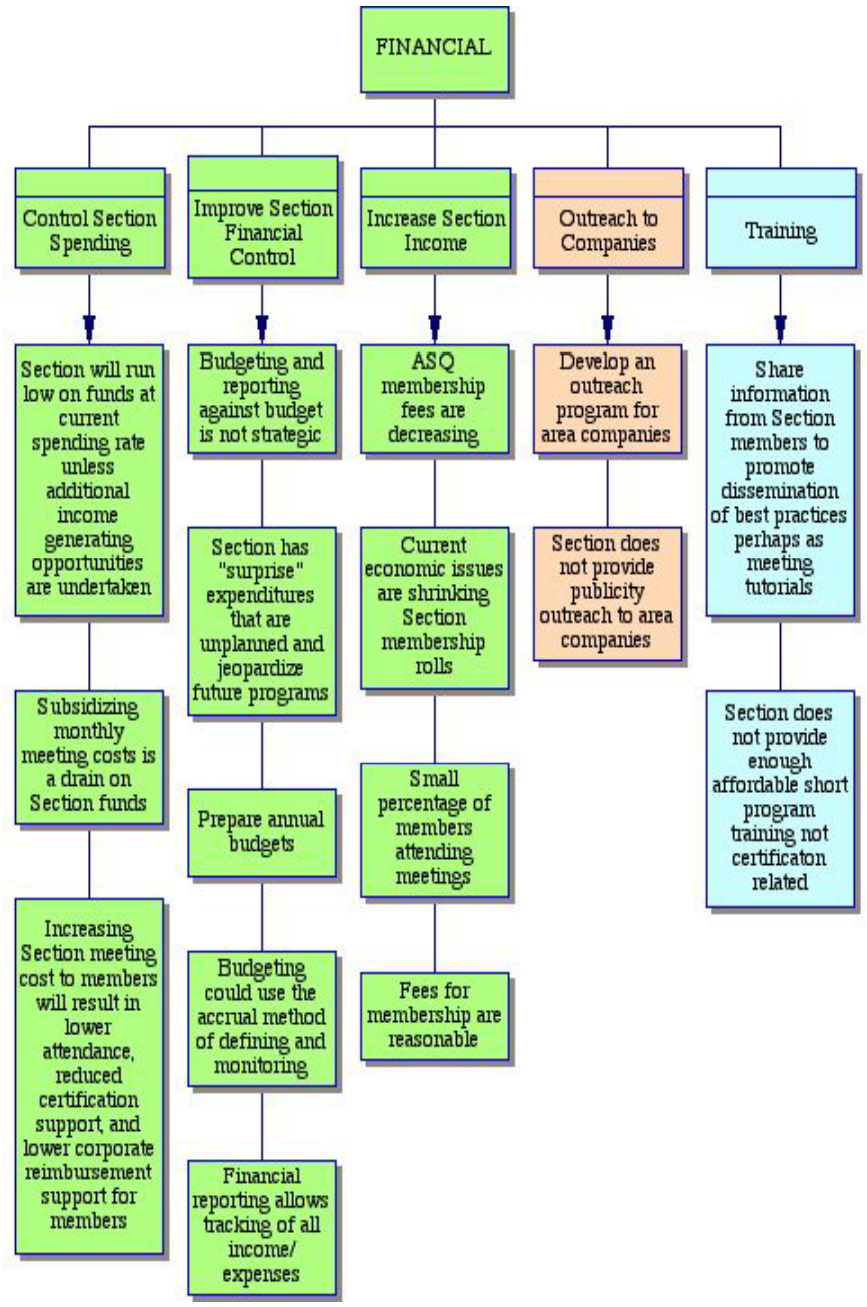 FINANCIAL
Control Section
Spending
Improve Section
Financial
Control
Increase Section
Income
Outreach to
Companies
Training
Section will run
low on funds at
current
spending rate
unless
additional
income
generating
opportunities
are undertaken
Subsidizing
monthly
meeting costs is
a drain on
Section funds
Increasing
Section meeting
cost to members
will result in
lower
attendance,
reduced
certification
support, and
lower corporate
reimbursement
support for
members
Budgeting and
reporting
against budget
is not strategic
Section has
"surprise"
expenditures
that are
unplanned and
jeopardize
future programs
Prepare annual
budgets
Budgeting
could use the
accrual method
of defining and
monitoring
Financial
reporting allows
tracking of all
income/
expenses
ASQ
membership
fees are
decreasing
Current
economic issues
are shrinking
Section
membership
rolls
Small
percentage of
members
attending
meetings
Fees for
membership are
reasonable
Develop an
outreach
program for
area companies
Section does
not provide
publicity
outreach to area
companies
Share
information
from Section
members to
promote
dissemination
of best practices
perhaps as
meeting
tutorials
Section does
not provide
enough
affordable short
program
training not
certificaton
related